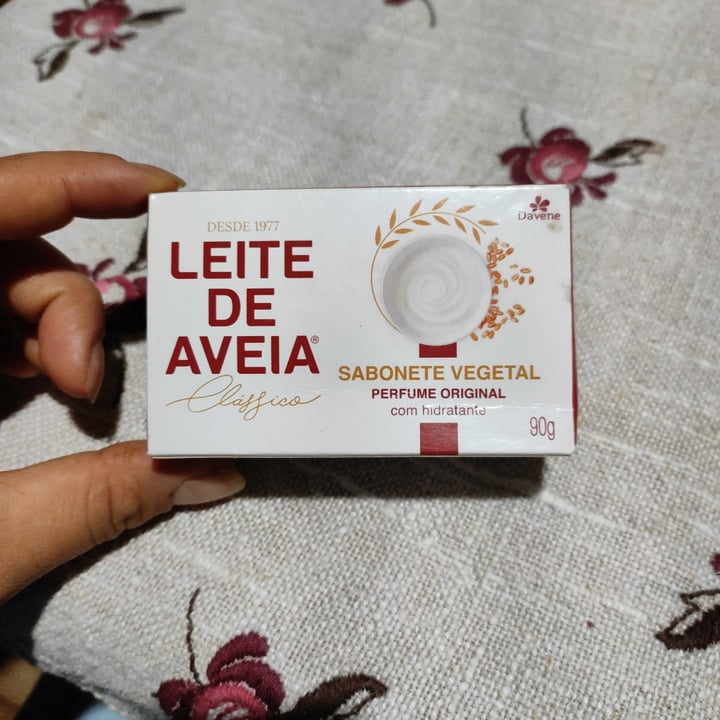 DESDE 1977
LEITE
DE
AVEIA®
Clássico
Davene
SABONETE VEGETAL
PERFUME ORIGINAL
com hidratante
90g